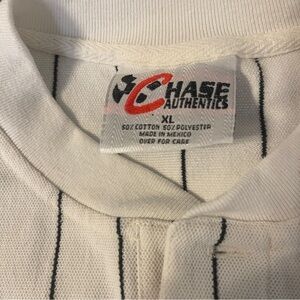 CHASE
AUTHENTICS
XL
50% COTTON 50% POLYESTER
MADE IN MEXICO
OVER FOR CARE